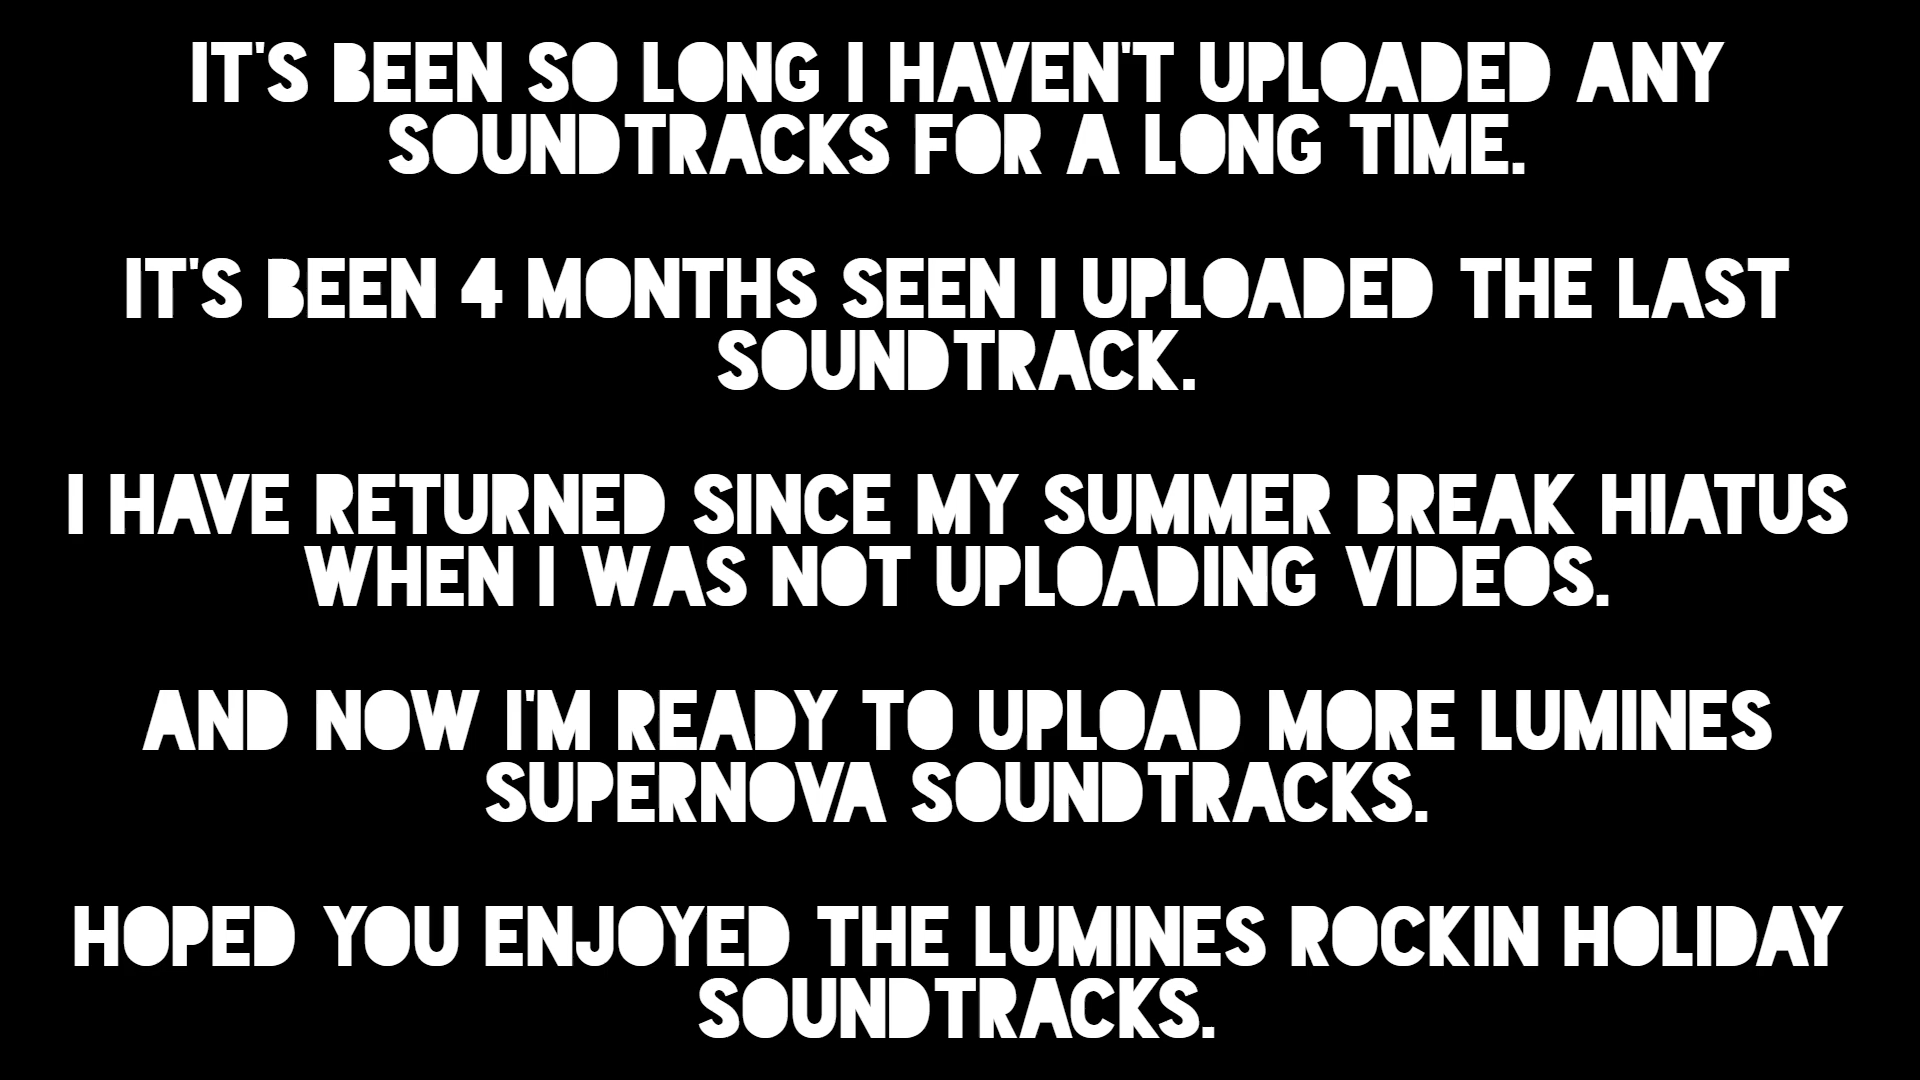 IT'S BEEN SO LONG I HAVEN'T UPLOADED ANY
SOUNDTRACKS FOR A LONG TIME.
IT'S BEEN 4 MONTHS SEEN I UPLOADED THE LAST
SOUNDTRACK.
I HAVE RETURNED SINCE MY SUMMER BREAK HIATUS
WHEN I WAS NOT UPLOADING VIDEOS.
AND NOW I'M READY TO UPLOAD MORE LUMINES
SUPERNOVA SOUNDTRACKS.
HOPED YOU ENJOYED THE LUMINES ROCKIN HOLIDAY
SOUNDTRACKS.